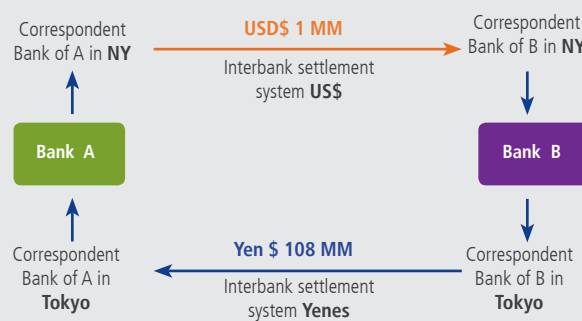 Correspondent
Bank of A in NY
USD$ 1 MM
Interbank settlement
system US$
Correspondent
Bank of B in NY
Bank A
Bank B
Correspondent
Bank of A in
Tokyo
Yen $ 108 MM
Interbank settlement
system Yenes
Correspondent
Bank of B in
Tokyo